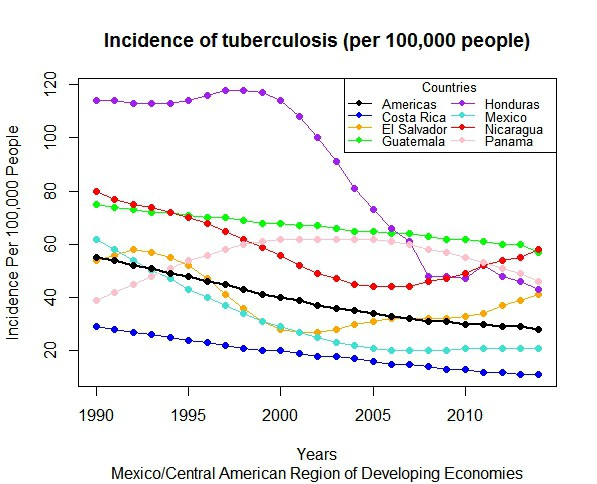 Incidence of tuberculosis (per 100,000 people)
Incidence Per 100,000 People
120
100
80
60
40
20
Countries
Americas Honduras
Costa Rica Mexico
El Salvador Nicaragua
Guatemala Panama
1990 1995 2000 2005 2010
Years
Mexico/Central American Region of Developing Economies